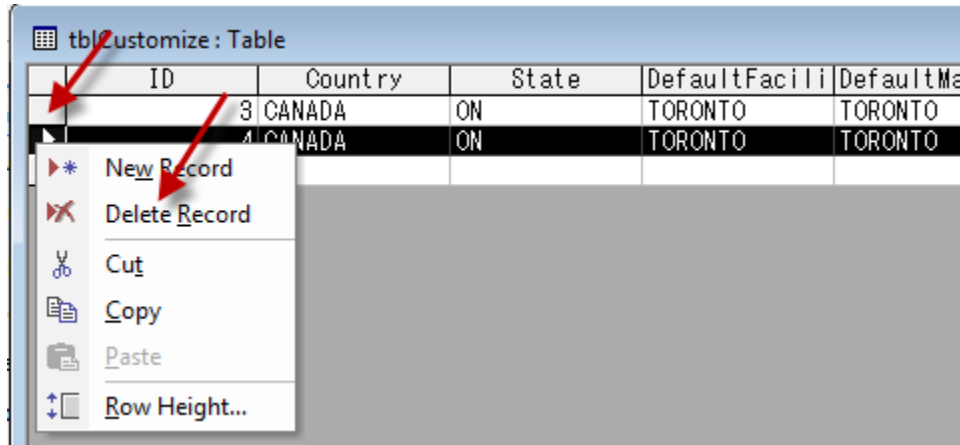 tblCustomize : Table
ID Country State DefaultFacili DefaultMa
3 CANADA ON TORONTO TORONTO
4 CANADA ON TORONTO TORONTO
New Record
Delete Record
Cut
Copy
Paste
Row Height...